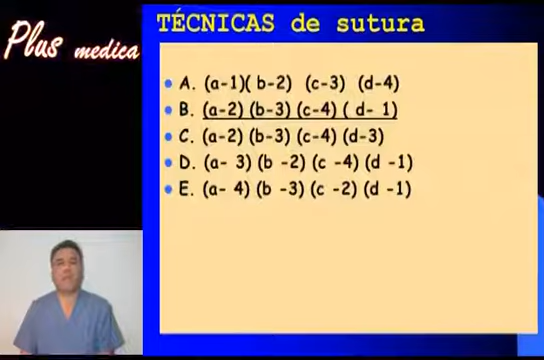 TÉCNICAS de sutura
Plus medica
A. (a-1)( b-2) (c-3) (d-4)
B. (a-2) (b-3) (c-4) ( d- 1)
C. (a-2) (b-3) (c-4) (d-3)
D. (a- 3) (b -2) (c -4) (d -1)
E. (a- 4) (b -3) (c -2) (d -1)